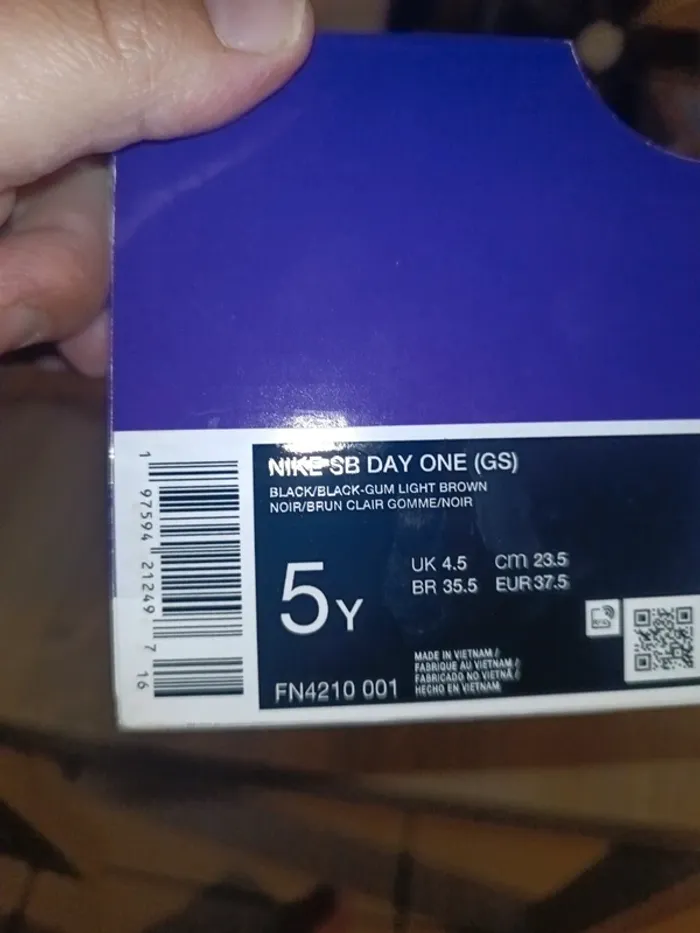 NIKE SB DAY ONE (GS)
BLACK/BLACK-GUM LIGHT BROWN
NOIR/BRUN CLAIR GOMME/NOIR
5Y
UK 4.5 cm 23.5
BR 35.5 EUR 37.5
MADE IN VIETNAM /
FABRIQUE AU VIETNAM /
FABRICADO NO VIETNÃ /
HECHO EN VIETNAM
FN4210 001
1 97594 21249 7 16